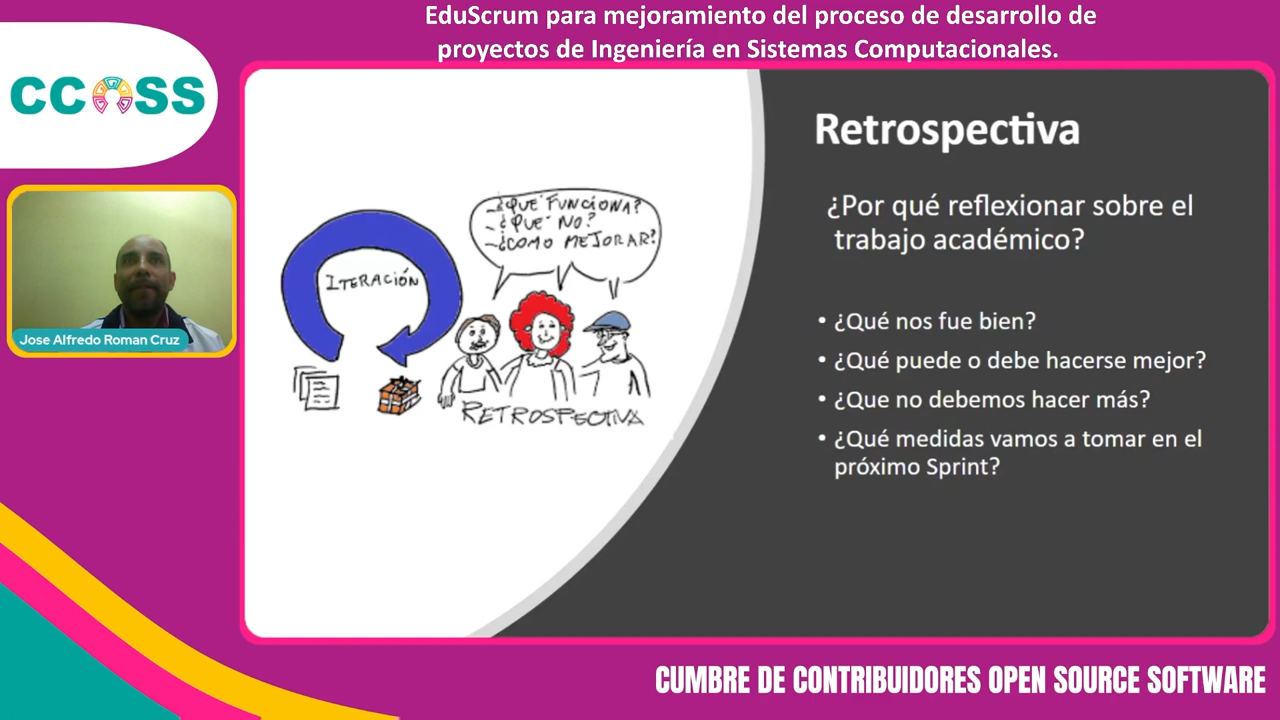 EduScrum para mejoramiento del proceso de desarrollo de
proyectos de Ingeniería en Sistemas Computacionales.
CCOSS
Jose Alfredo Roman Cruz
ITERACIÓN
-¿QUÉ FUNCIONA?
-¿QUÉ NO?
-¿COMO MEJORAR?
RETROSPECTIVA
Retrospectiva
¿Por qué reflexionar sobre el
trabajo académico?
• ¿Qué nos fue bien?
• ¿Qué puede o debe hacerse mejor?
• ¿Que no debemos hacer más?
• ¿Qué medidas vamos a tomar en el
próximo Sprint?
CUMBRE DE CONTRIBUIDORES OPEN SOURCE SOFTWARE